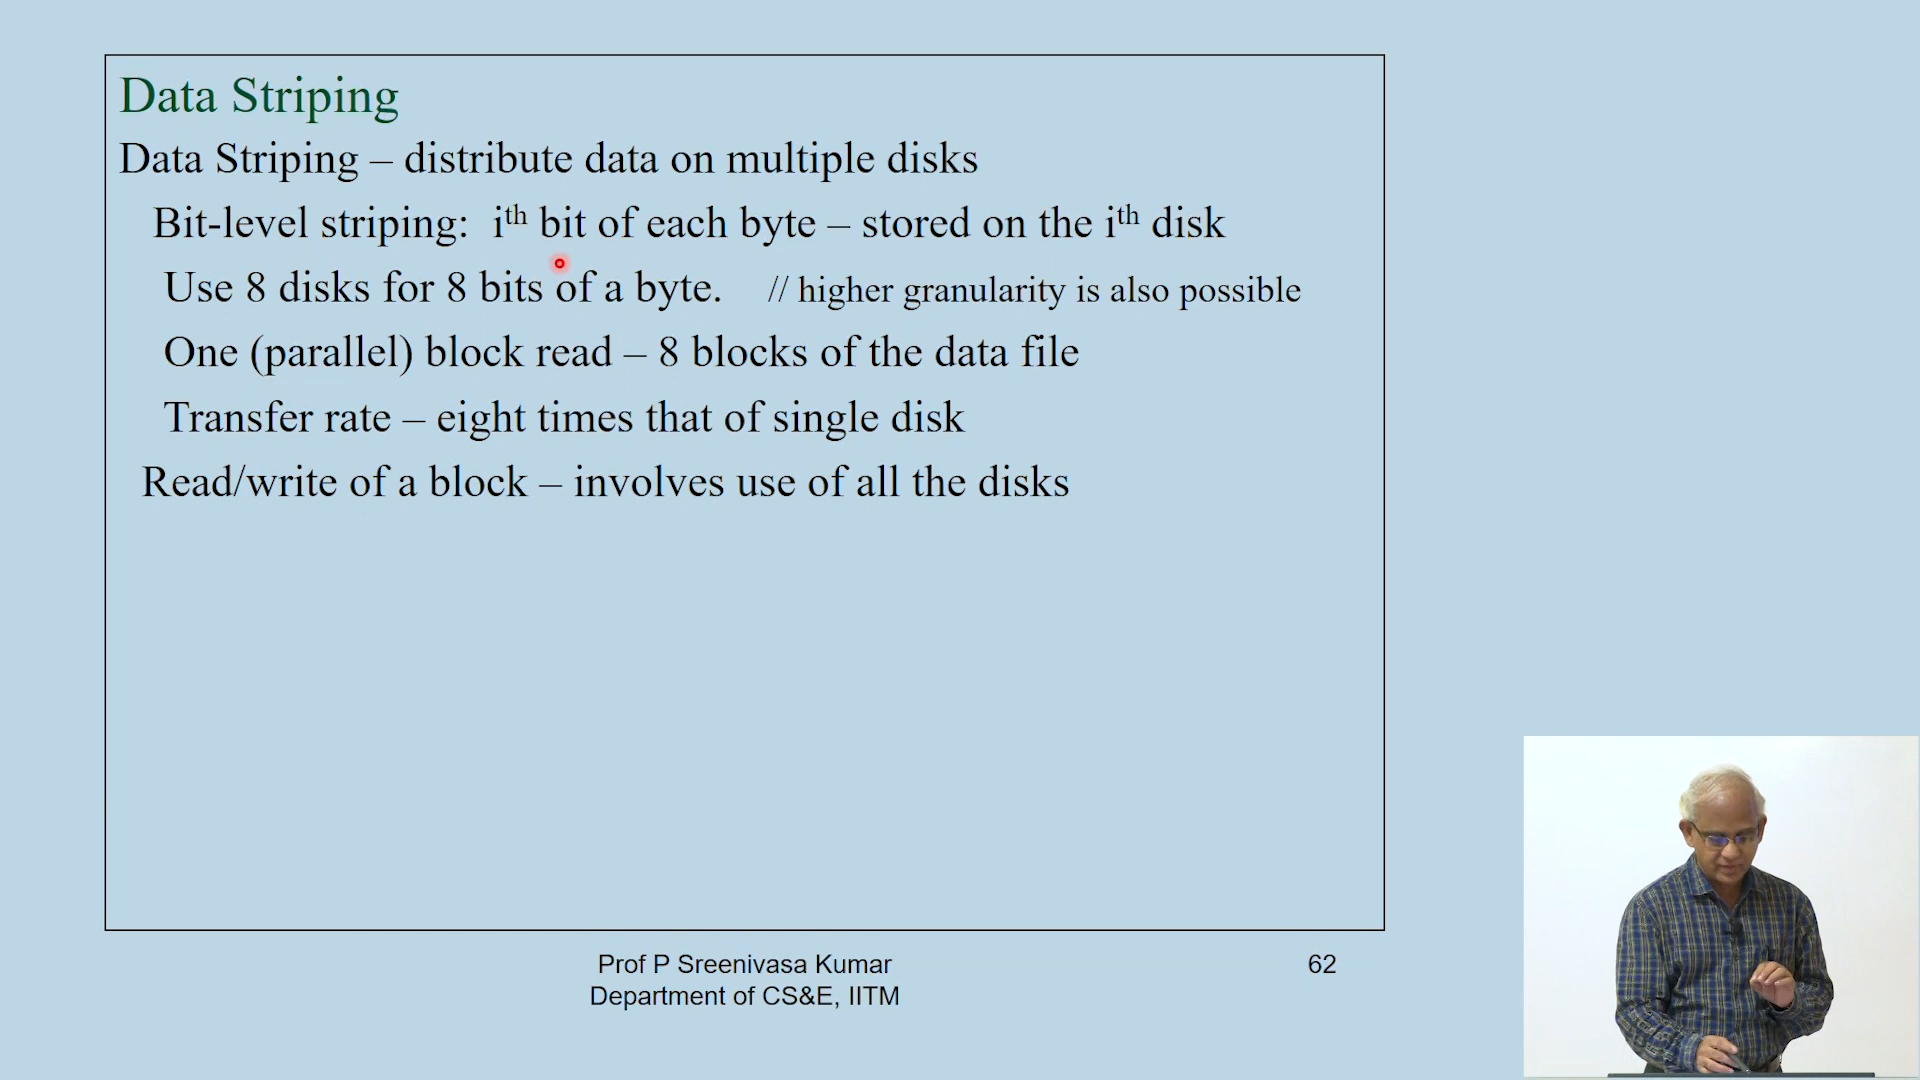 Data Striping
Data Striping – distribute data on multiple disks
Bit-level striping: ith bit of each byte – stored on the ith disk
Use 8 disks for 8 bits of a byte. // higher granularity is also possible
One (parallel) block read – 8 blocks of the data file
Transfer rate – eight times that of single disk
Read/write of a block – involves use of all the disks
Prof P Sreenivasa Kumar
Department of CS&E, IITM
62